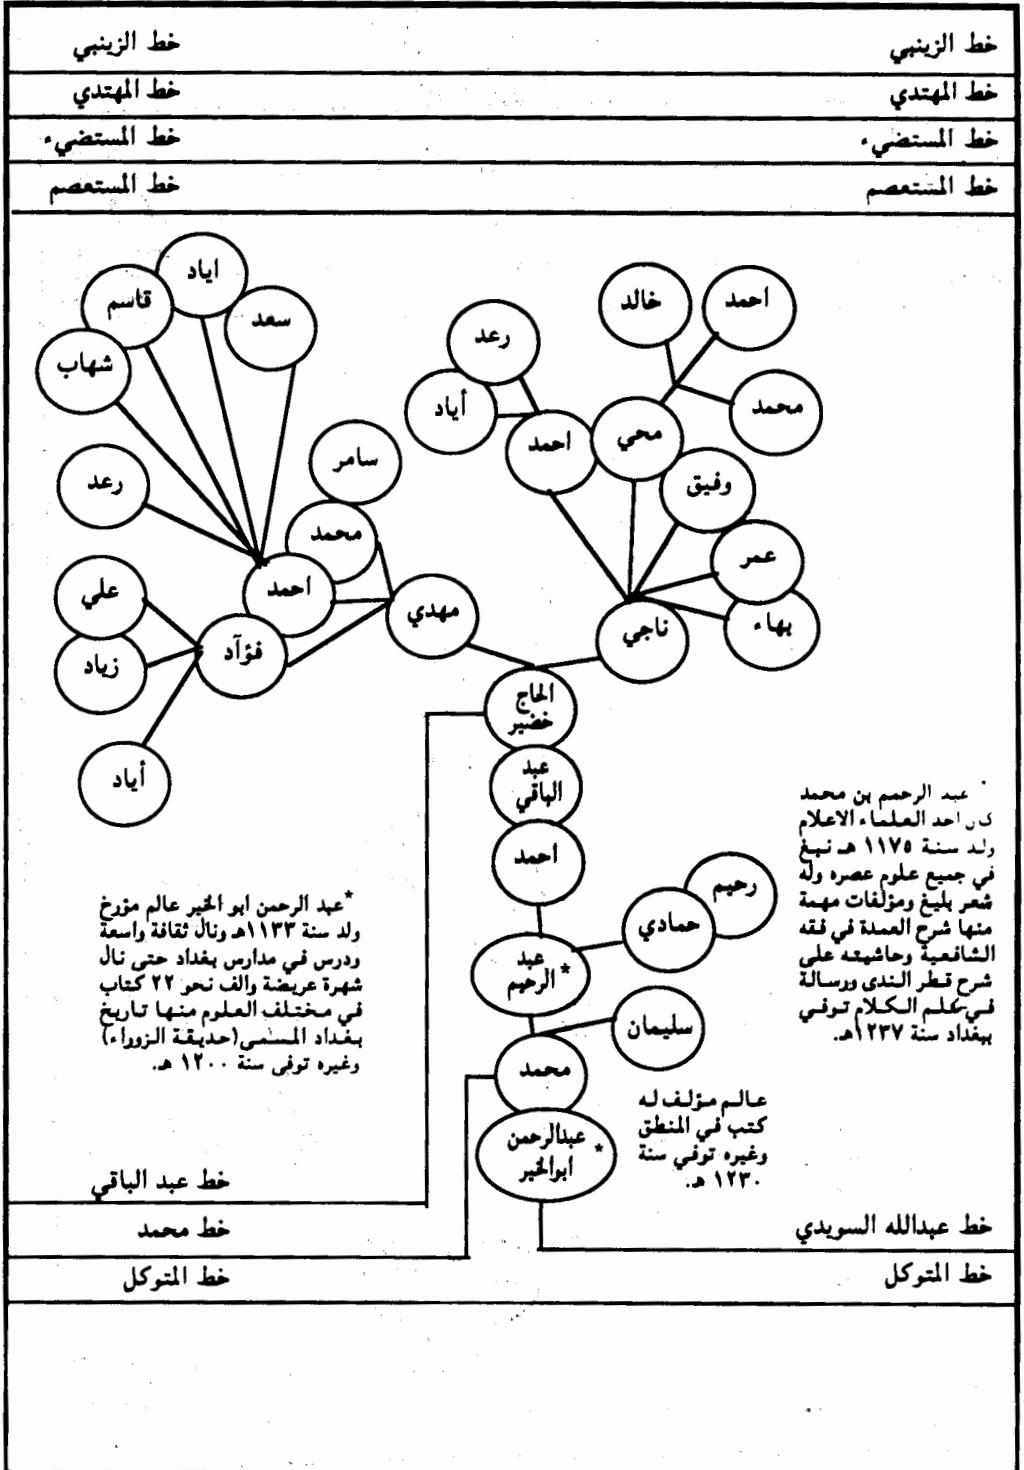 خط الزينبي
خط الزينبي
خط المهتدي
خط المهتدي
خط المستضيء
خط المستضيء
خط المستعصم
خط المستعصم
احمد
خالد
محمد
محي
رعد
أياد
احمد
وفيق
عمر
بهاء
ناجي
سعد
اياد
قاسم
شهاب
رعد
سامر
محمد
احمد
علي
زياد
فؤآد
أياد
مهدي
الحاج
خضير
عبد
الباقي
احمد
رحيم
حمادي
عبد
الرحيم *
سليمان
محمد
عبدالرحمن
ابوالخير *
* عبد الرحيم بن محمد
كان احد العلماء الاعلام
ولد سنة ١١٧٥ هـ نبغ
في جميع علوم عصره وله
شعر بليغ ومؤلفات مهمة
منها شرح العمدة في فقه
الشافعية وحاشيته على
شرح قطر الندى ورسالة
في علم الكلام توفي
ببغداد سنة ١٢٣٧هـ.
*عبد الرحمن ابو الخير عالم مؤرخ
ولد سنة ١١٣٣هـ ونال ثقافة واسعة
ودرس في مدارس بغداد حتى نال
شهرة عريضة والف نحو ٢٢ كتاب
في مختلف العلوم منها تاريخ
بغداد المسمى(حديقة الزوراء)
وغيره توفى سنة ١٢٠٠ هـ.
عالم مؤلف له
كتب في المنطق
وغيره توفي سنة
١٢٣٠ هـ.
خط عبد الباقي
خط عبدالله السويدي
خط محمد
خط المتوكل
خط المتوكل